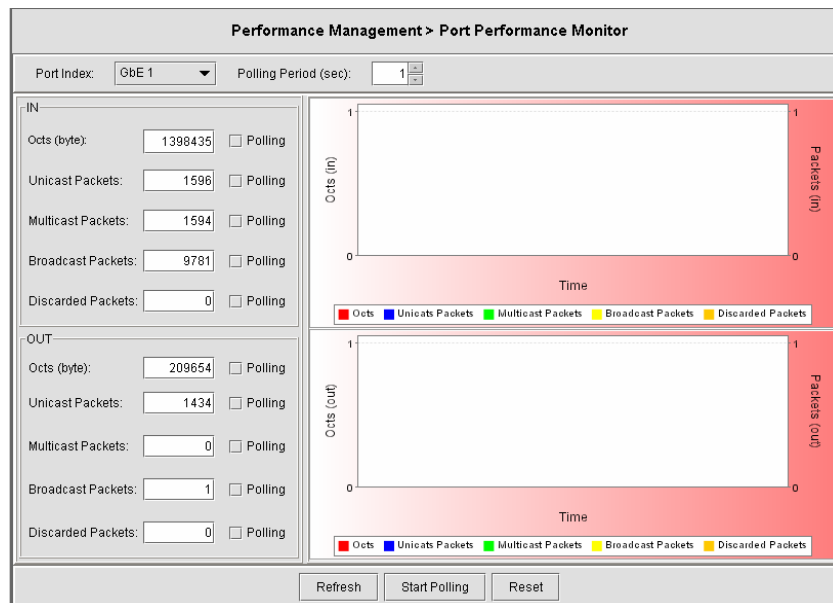 Performance Management > Port Performance Monitor
Port Index: GbE 1 Polling Period (sec): 1
IN
Octs (byte): 1398435 Polling
Unicast Packets: 1596 Polling
Multicast Packets: 1594 Polling
Broadcast Packets: 9781 Polling
Discarded Packets: 0 Polling
1 1
Octs (in) Packets (in)
0 0
Time
Octs Unicats Packets Multicast Packets Broadcast Packets Discarded Packets
OUT
Octs (byte): 209654 Polling
Unicast Packets: 1434 Polling
Multicast Packets: 0 Polling
Broadcast Packets: 1 Polling
Discarded Packets: 0 Polling
1 1
Octs (out) Packets (out)
0 0
Time
Octs Unicats Packets Multicast Packets Broadcast Packets Discarded Packets
Refresh Start Polling Reset